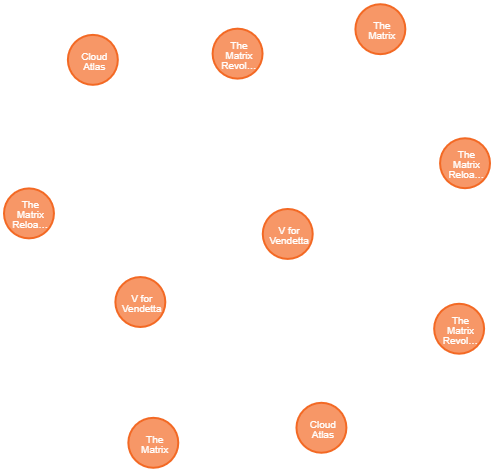 The
Matrix
The
Matrix
Revol...
Cloud
Atlas
The
Matrix
Reloa...
The
Matrix
Reloa...
V for
Vendetta
V for
Vendetta
The
Matrix
Revol...
Cloud
Atlas
The
Matrix